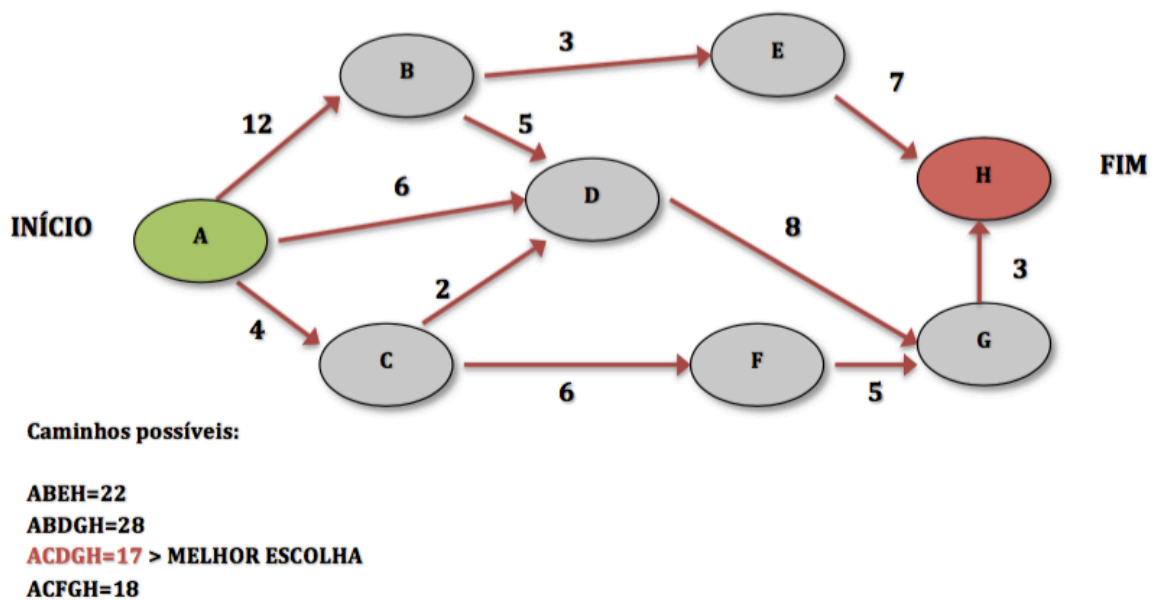 B
3
E
7
12
5
H
FIM
6
D
INÍCIO
A
8
2
3
4
C
F
G
6
5
Caminhos possíveis:
ABEH=22
ABDGH=28
ACDGH=17 > MELHOR ESCOLHA
ACFGH=18